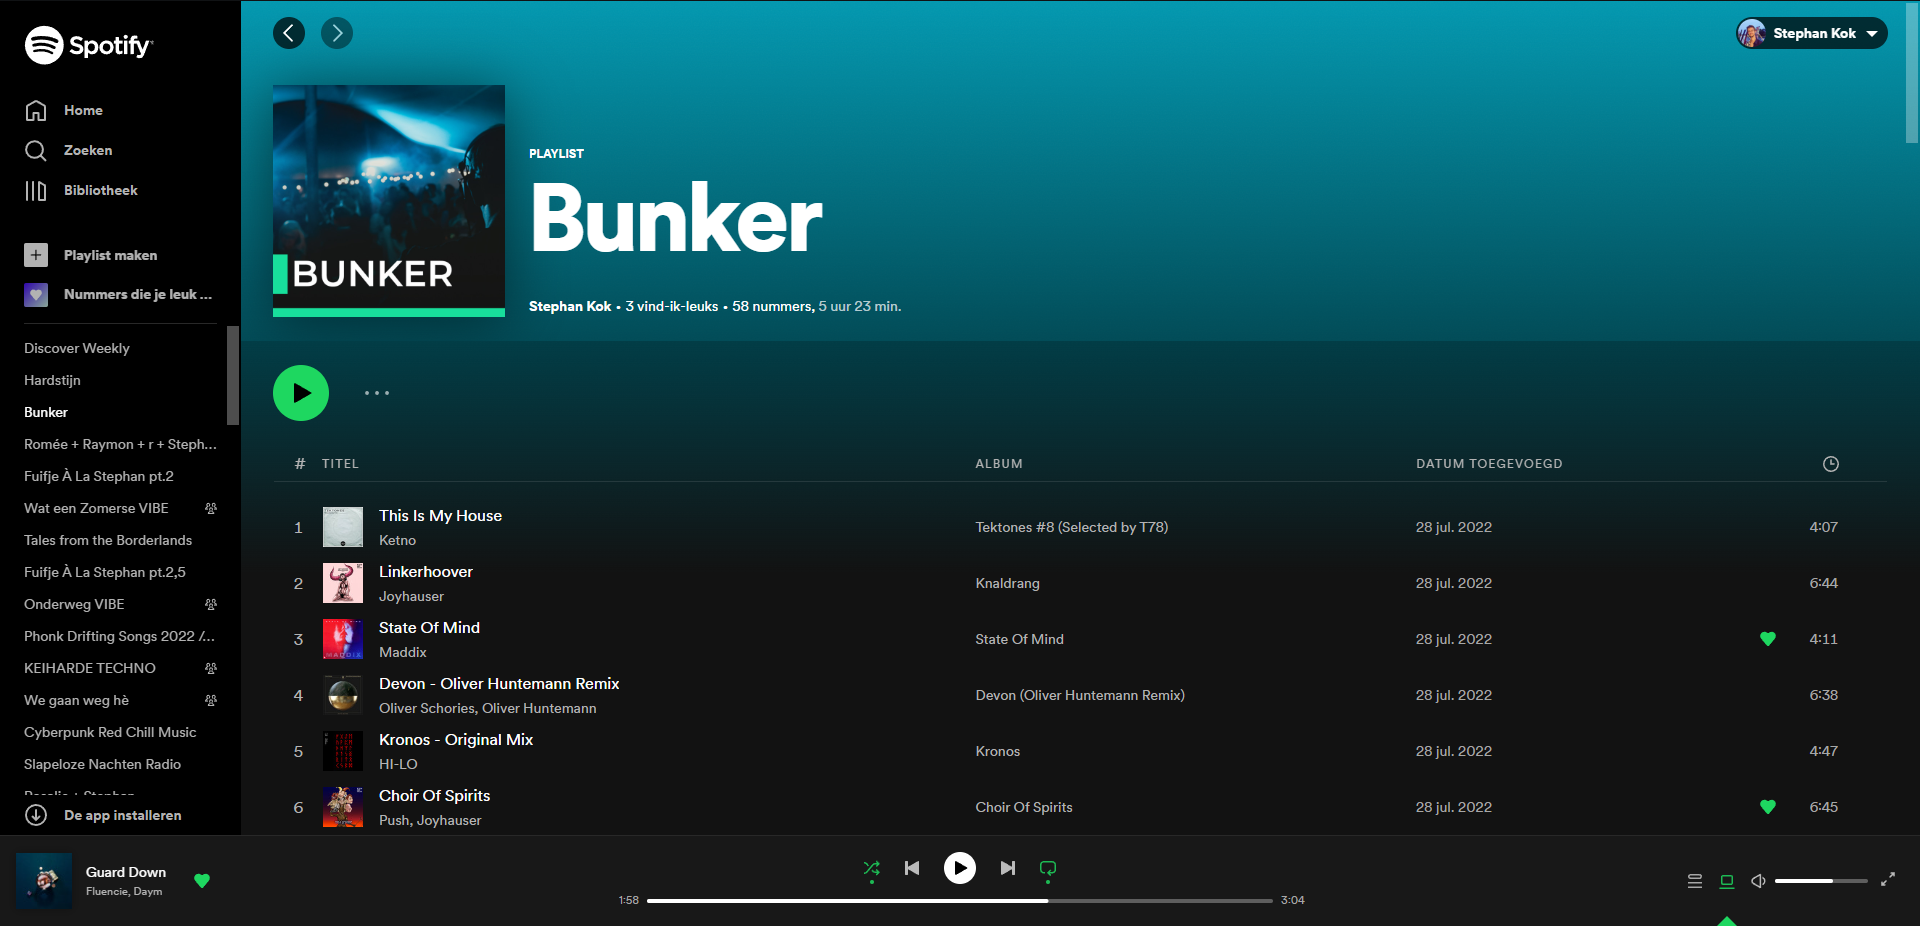 Spotify
Home
Zoeken
Bibliotheek
Playlist maken
Nummers die je leuk ...
Discover Weekly
Hardstijn
Bunker
Romée + Raymon + r + Steph...
Fuifje À La Stephan pt.2
Wat een Zomerse VIBE
Tales from the Borderlands
Fuifje À La Stephan pt.2,5
Onderweg VIBE
Phonk Drifting Songs 2022 /...
KEIHARDE TECHNO
We gaan weg hè
Cyberpunk Red Chill Music
Slapeloze Nachten Radio
De app installeren
Stephan Kok
BUNKER
PLAYLIST
Bunker
Stephan Kok • 3 vind-ik-leuks • 58 nummers, 5 uur 23 min.
# TITEL ALBUM DATUM TOEGEVOEGD
1 This Is My House Tektones #8 (Selected by T78) 28 jul. 2022 4:07
Ketno
2 Linkerhoover Knaldrang 28 jul. 2022 6:44
Joyhauser
3 State Of Mind State Of Mind 28 jul. 2022 4:11
Maddix
4 Devon - Oliver Huntemann Remix Devon (Oliver Huntemann Remix) 28 jul. 2022 6:38
Oliver Schories, Oliver Huntemann
5 Kronos - Original Mix Kronos 28 jul. 2022 4:47
HI-LO
6 Choir Of Spirits Choir Of Spirits 28 jul. 2022 6:45
Push, Joyhauser
Guard Down
Fluencie, Daym
1:58
3:04